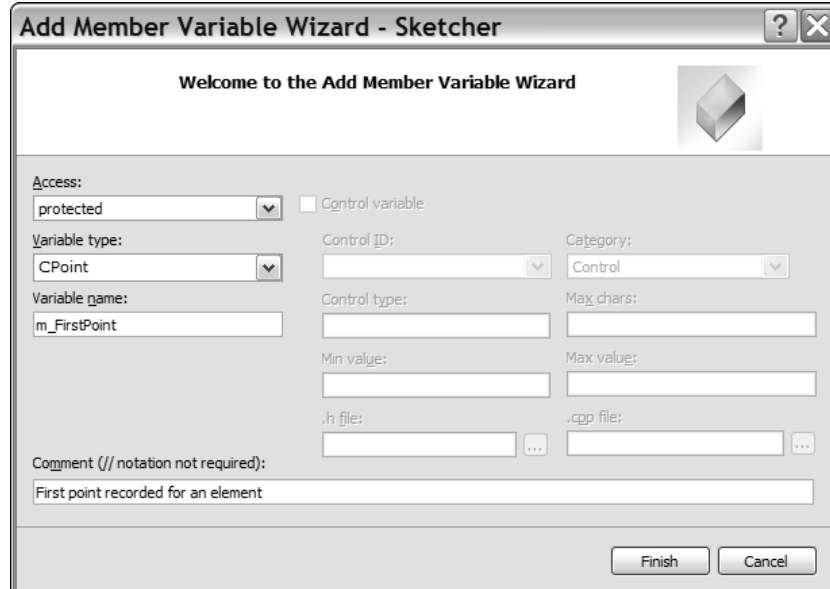 Add Member Variable Wizard - Sketcher
Welcome to the Add Member Variable Wizard
Access:
protected
Control variable
Variable type:
Control ID:
Category:
CPoint
Control
Variable name:
Control type:
Max chars:
m_FirstPoint
Min value:
Max value:
.h file:
.cpp file:
...
...
Comment (// notation not required):
First point recorded for an element
Finish
Cancel